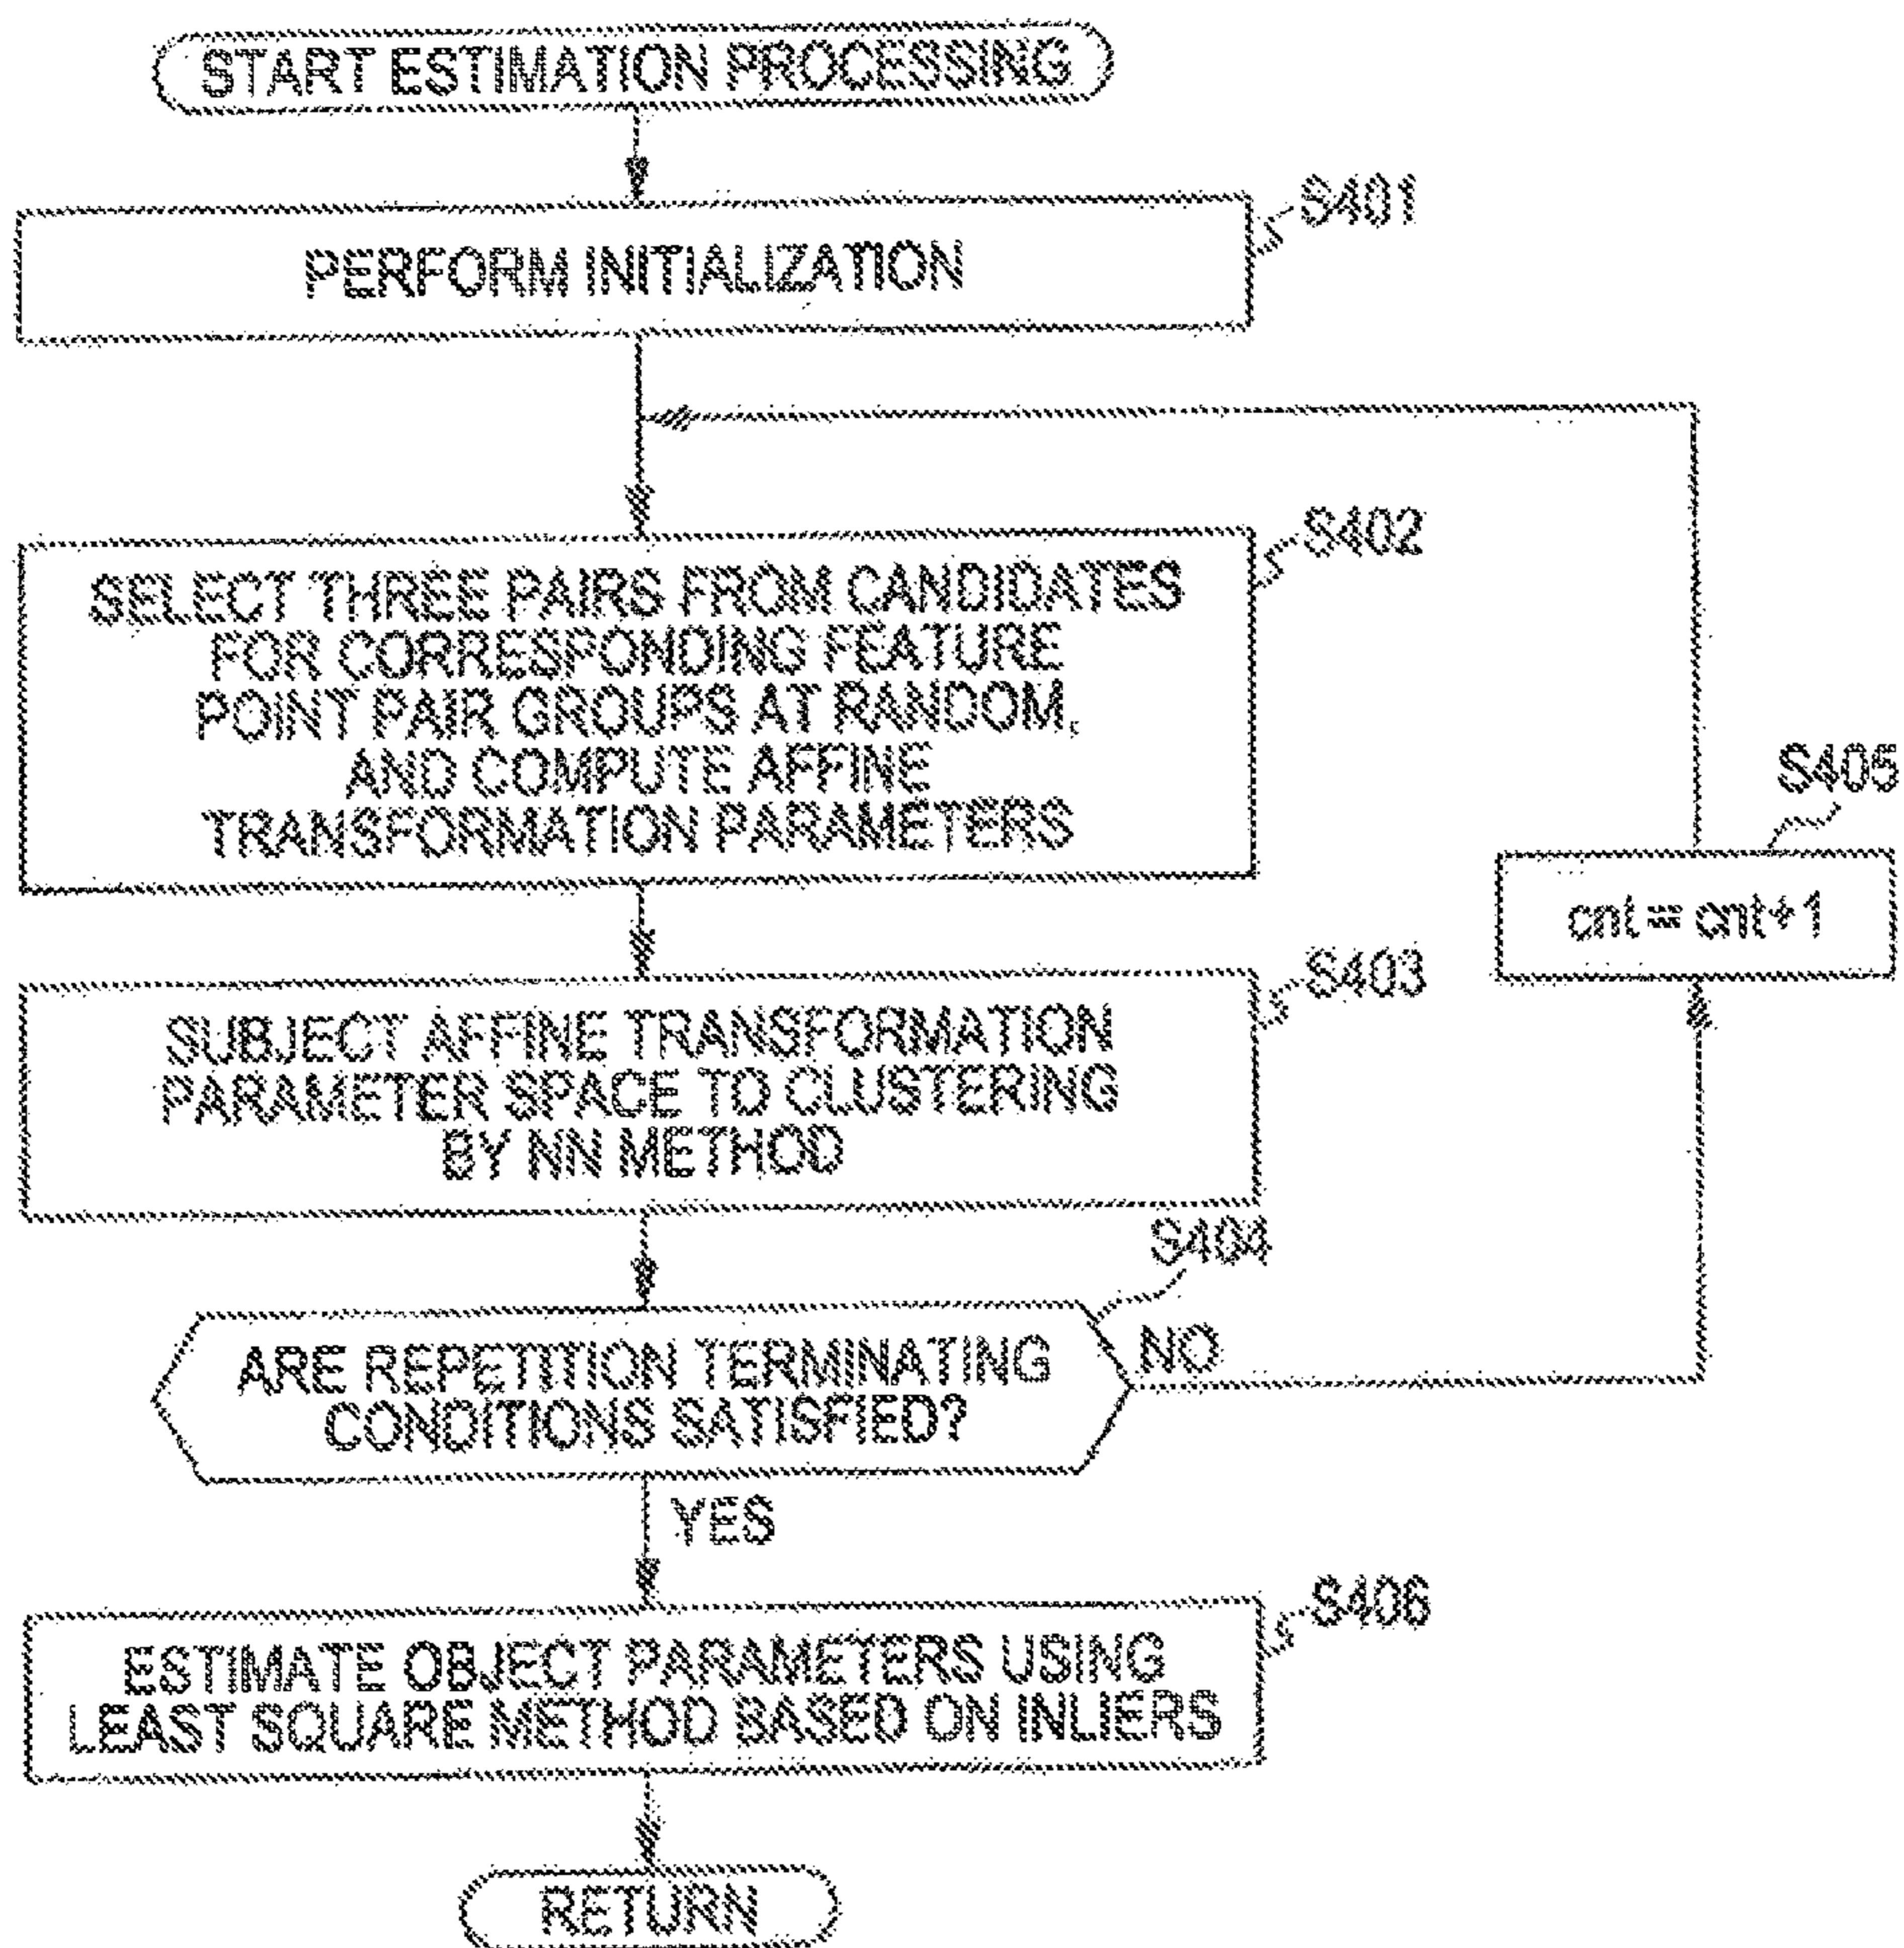 START ESTIMATION PROCESSING
S401
PERFORM INITIALIZATION
S402
SELECT THREE PAIRS FROM CANDIDATES
FOR CORRESPONDING FEATURE
POINT PAIR GROUPS AT RANDOM,
AND COMPUTE AFFINE
TRANSFORMATION PARAMETERS
S405
cnt = cnt+1
S403
SUBJECT AFFINE TRANSFORMATION
PARAMETER SPACE TO CLUSTERING
BY NN METHOD
S404
ARE REPETITION TERMINATING
CONDITIONS SATISFIED?
NO
YES
S406
ESTIMATE OBJECT PARAMETERS USING
LEAST SQUARE METHOD BASED ON INLIERS
RETURN